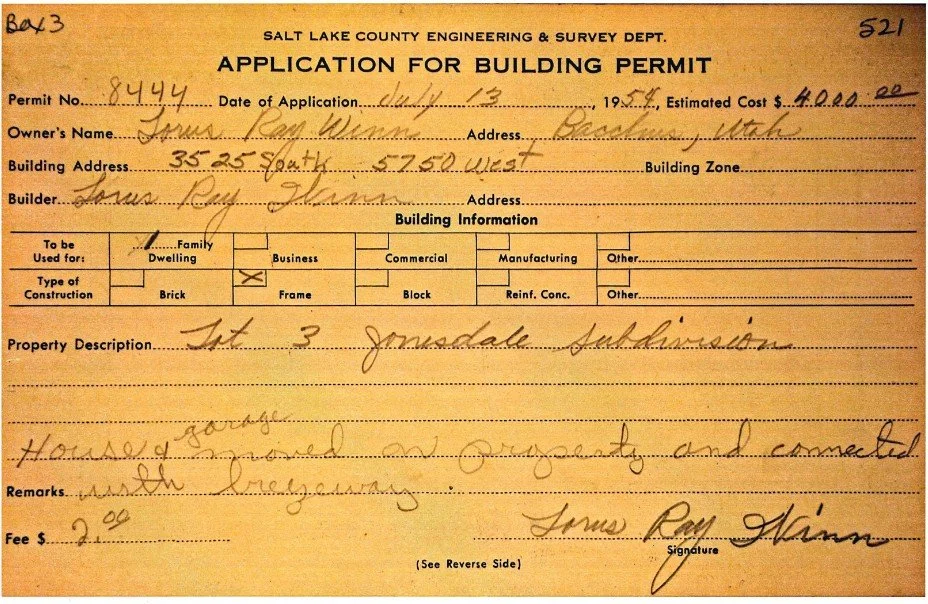 Box 3 521
SALT LAKE COUNTY ENGINEERING & SURVEY DEPT.
APPLICATION FOR BUILDING PERMIT
Permit No. 8444 Date of Application July 13, 1954, Estimated Cost $ 4000.00
Owner's Name Lorus Ray Winn Address Bacchus, Utah
Building Address 3525 South 5750 West Building Zone
Builder Lorus Ray Winn Address
Building Information
To be Used for: 1 Family Dwelling Business Commercial Manufacturing Other
Type of Construction Brick X Frame Block Reinf. Conc. Other
Property Description Lot 3 Jonesdale Subdivision
garage
House & moved on property and connected
Remarks with breezeway.
Fee $ 2.00 Lorus Ray Winn
Signature
(See Reverse Side)